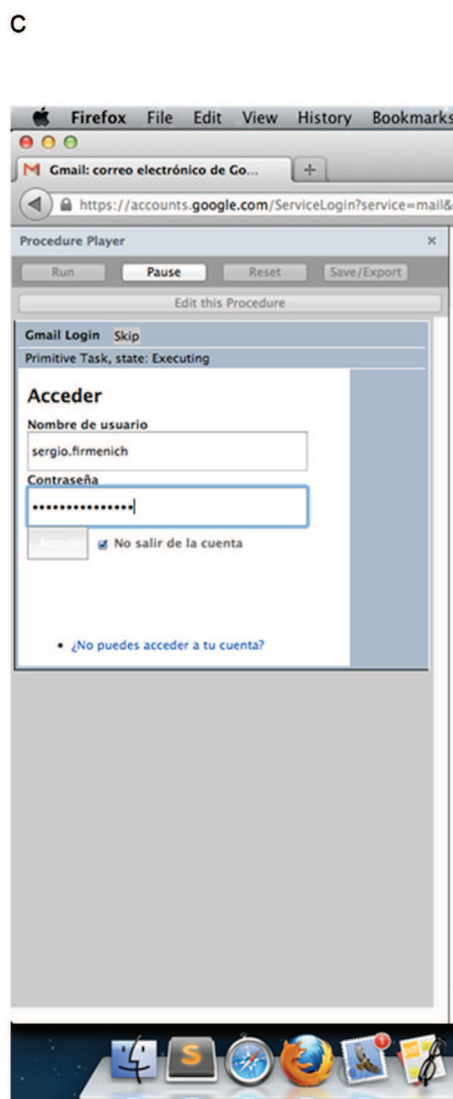 C
Firefox File Edit View History Bookmarks
Gmail: correo electrónico de Go... +
https://accounts.google.com/ServiceLogin?service=mail&
Procedure Player x
Run Pause Reset Save/Export
Edit this Procedure
Gmail Login Skip
Primitive Task, state: Executing
Acceder
Nombre de usuario
sergio.firmenich
Contraseña
•••••••••••••••
Acceder No salir de la cuenta
• ¿No puedes acceder a tu cuenta?
S 1